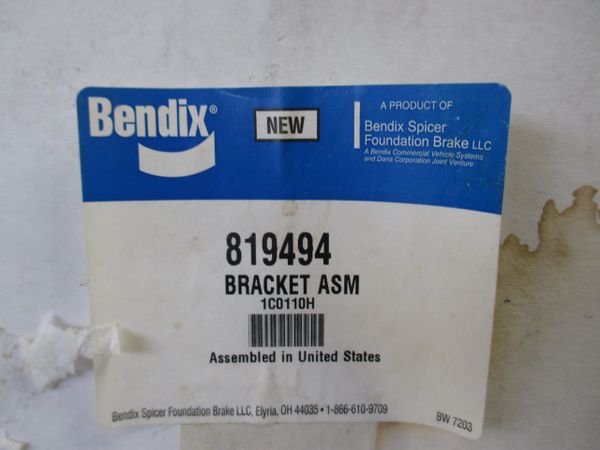 Bendix®
NEW
A PRODUCT OF
Bendix Spicer
Foundation Brake LLC
A Bendix Commercial Vehicle Systems
and Dana Corporation Joint Venture
819494
BRACKET ASM
1C0110H
Assembled in United States
Bendix Spicer Foundation Brake LLC, Elyria, OH 44035 • 1-866-610-9709
BW 7203